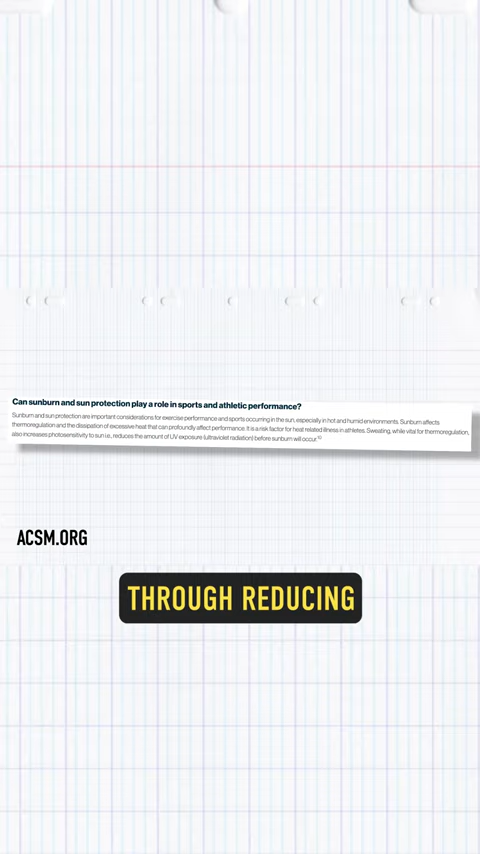 Can sunburn and sun protection play a role in sports and athletic performance?
Sunburn and sun protection are important considerations for exercise performance and sports occurring in the sun, especially in hot and humid environments. Sunburn affects
thermoregulation and the dissipation of excessive heat that can profoundly affect performance. It is a risk factor for heat related illness in athletes. Sweating, while vital for thermoregulation,
also increases photosensitivity to sun i.e., reduces the amount of UV exposure (ultraviolet radiation) before sunburn will occur.
ACSM.ORG
THROUGH REDUCING